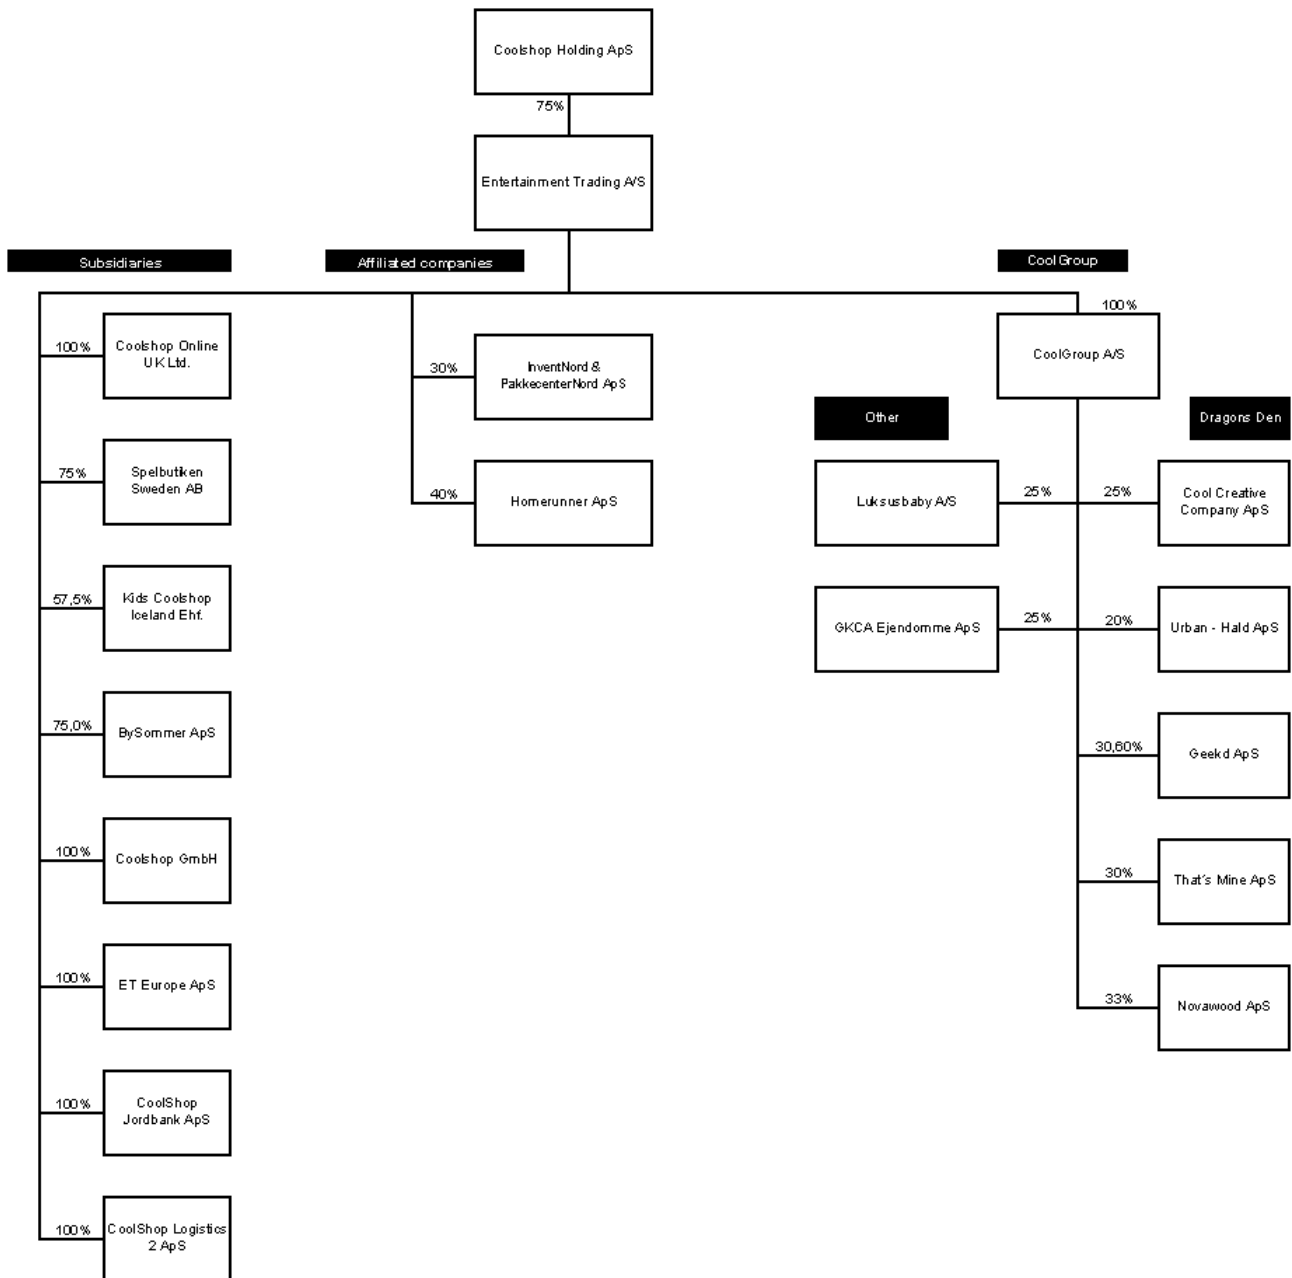 Coolshop Holding ApS
75%
Entertainment Trading A/S
Subsidiaries
Affiliated companies
CoolGroup
100%
Coolshop Online
UK Ltd.
75%
Spelbutiken
Sweden AB
57,5%
Kids Coolshop
Iceland Ehf.
75,0%
BySommer ApS
100%
Coolshop GmbH
100%
ET Europe ApS
100%
CoolShop
Jordbank ApS
100%
CoolShop Logistics
2 ApS
30%
InventNord &
PakkecenterNord ApS
40%
Homerunner ApS
100%
CoolGroup A/S
Other
Dragons Den
Luksusbaby A/S
25%
25%
Cool Creative
Company ApS
GKCA Ejendomme ApS
25%
20%
Urban - Hald ApS
30,60%
Geekd ApS
30%
That's Mine ApS
33%
Novawood ApS